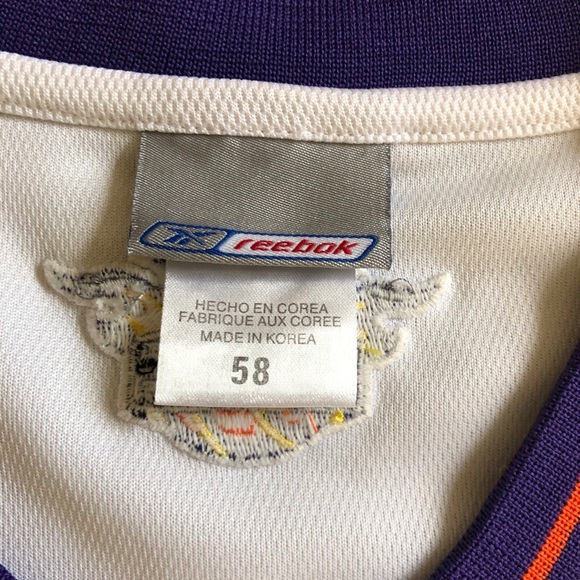 reebok
HECHO EN COREA
FABRIQUE AUX COREE
MADE IN KOREA
58